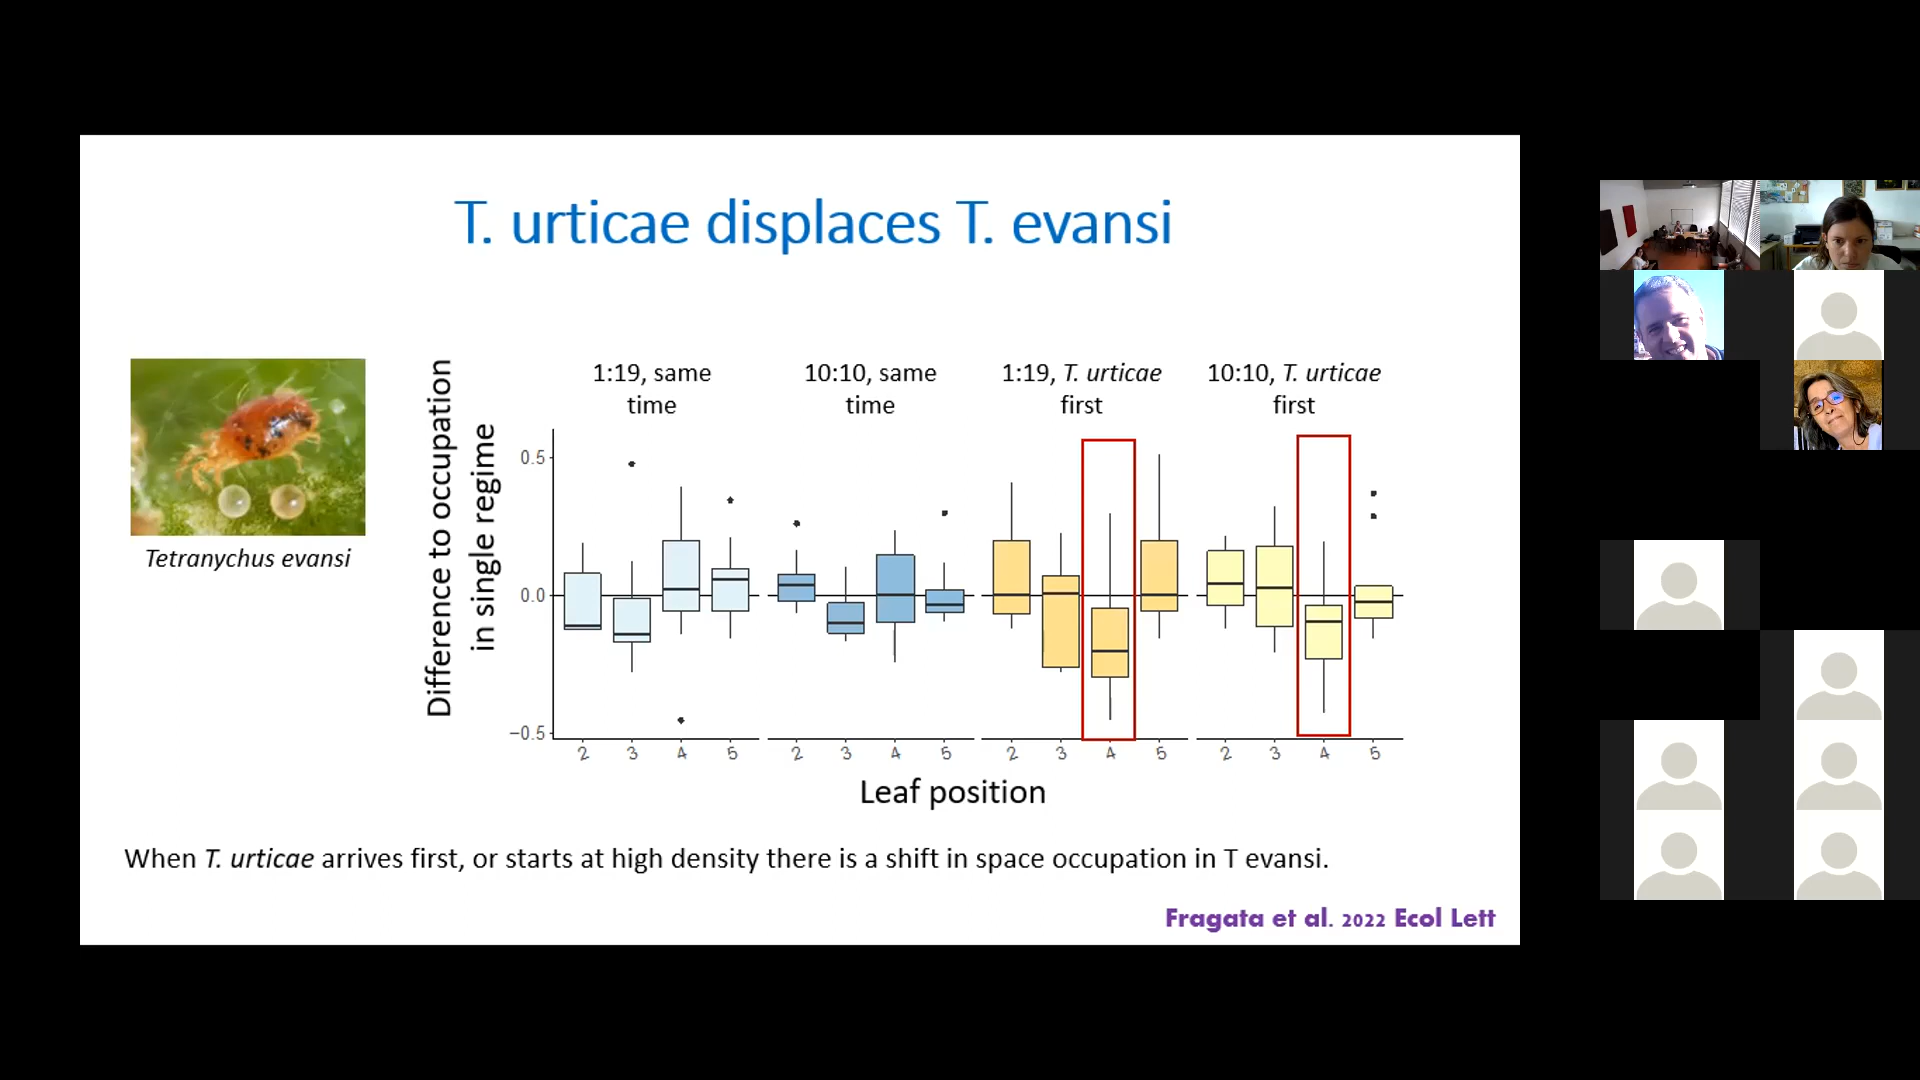 T. urticae displaces T. evansi
Tetranychus evansi
Difference to occupation
in single regime
1:19, same
time
10:10, same
time
1:19, T. urticae
first
10:10, T. urticae
first
0.5
0.0
−0.5
2 3 4 5 2 3 4 5 2 3 4 5 2 3 4 5
Leaf position
When T. urticae arrives first, or starts at high density there is a shift in space occupation in T evansi.
Fragata et al. 2022 Ecol Lett